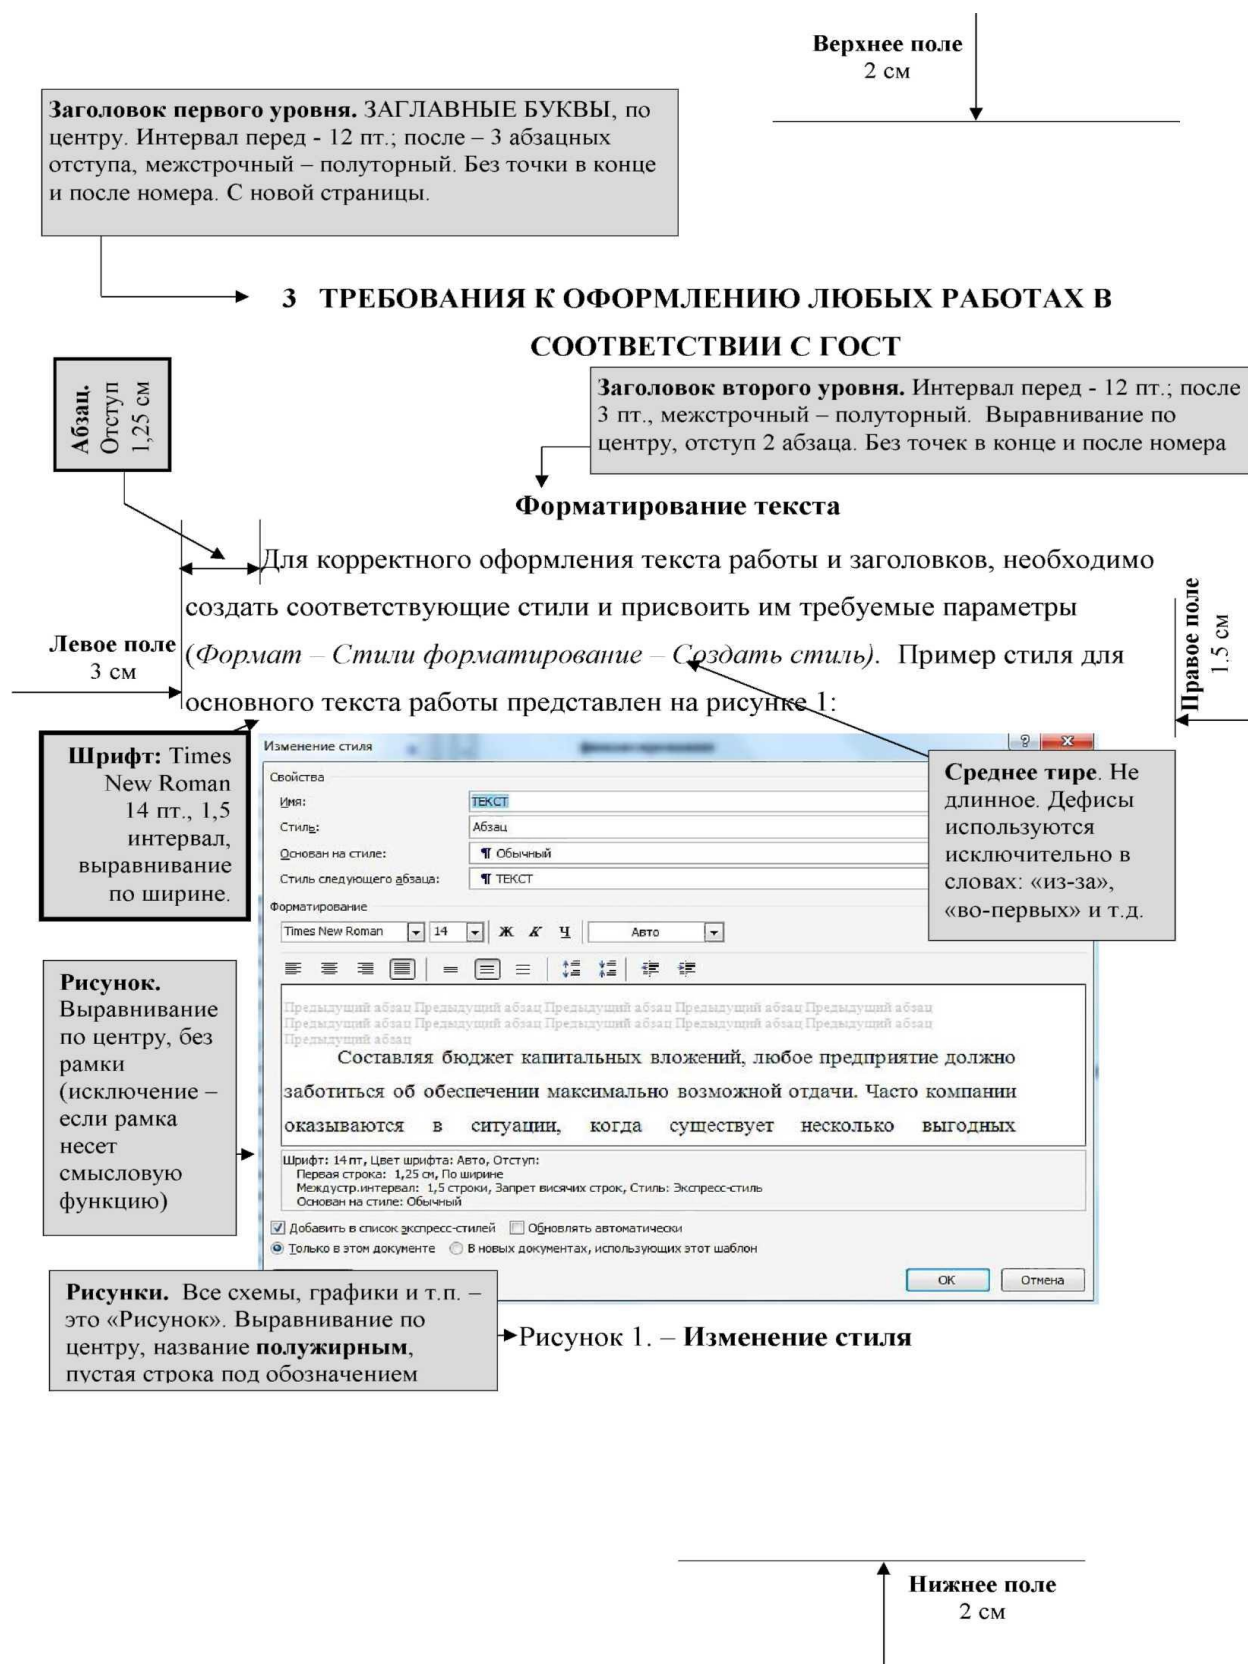 Верхнее поле
2 см
Заголовок первого уровня. ЗАГЛАВНЫЕ БУКВЫ, по
центру. Интервал перед - 12 пт.; после – 3 абзацных
отступа, межстрочный – полуторный. Без точки в конце
и после номера. С новой страницы.
3 ТРЕБОВАНИЯ К ОФОРМЛЕНИЮ ЛЮБЫХ РАБОТАХ В
СООТВЕТСТВИИ С ГОСТ
Абзац.
Отступ
1,25 см
Заголовок второго уровня. Интервал перед - 12 пт.; после
3 пт., межстрочный – полуторный. Выравнивание по
центру, отступ 2 абзаца. Без точек в конце и после номера
Форматирование текста
Для корректного оформления текста работы и заголовков, необходимо
создать соответствующие стили и присвоить им требуемые параметры
(Формат – Стили форматирование – Создать стиль). Пример стиля для
основного текста работы представлен на рисунке 1:
Левое поле
3 см
Правое поле
1.5 см
Шрифт: Times
New Roman
14 пт., 1,5
интервал,
выравнивание
по ширине.
Изменение стиля
Свойства
Имя:
ТЕКСТ
Стиль:
Абзац
Основан на стиле:
¶ Обычный
Стиль следующего абзаца:
¶ ТЕКСТ
Форматирование
Times New Roman 14 Ж К Ч Авто
Среднее тире. Не
длинное. Дефисы
используются
исключительно в
словах: «из-за»,
«во-первых» и т.д.
Рисунок.
Выравнивание
по центру, без
рамки
(исключение –
если рамка
несет
смысловую
функцию)
Предыдущий абзац Предыдущий абзац Предыдущий абзац Предыдущий абзац Предыдущий абзац
Предыдущий абзац Предыдущий абзац Предыдущий абзац Предыдущий абзац Предыдущий абзац
Предыдущий абзац
Составляя бюджет капитальных вложений, любое предприятие должно
заботиться об обеспечении максимально возможной отдачи. Часто компании
оказываются в ситуации, когда существует несколько выгодных
Шрифт: 14 пт, Цвет шрифта: Авто, Отступ:
Первая строка: 1,25 см, По ширине
Междустр.интервал: 1,5 строки, Запрет висячих строк, Стиль: Экспресс-стиль
Основан на стиле: Обычный
Добавить в список экспресс-стилей Обновлять автоматически
Только в этом документе В новых документах, использующих этот шаблон
ОК Отмена
Рисунки. Все схемы, графики и т.п. –
это «Рисунок». Выравнивание по
центру, название полужирным,
пустая строка под обозначением
Рисунок 1. – Изменение стиля
Нижнее поле
2 см